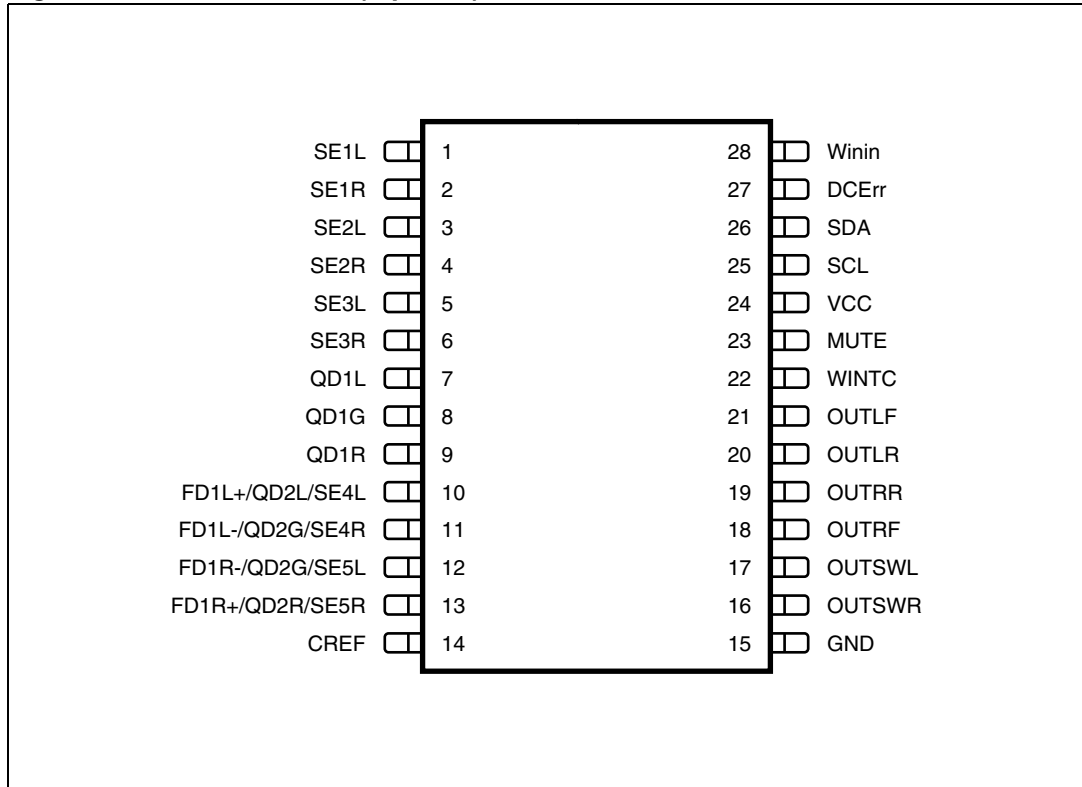 SE1L 1 28 Winin
SE1R 2 27 DCErr
SE2L 3 26 SDA
SE2R 4 25 SCL
SE3L 5 24 VCC
SE3R 6 23 MUTE
QD1L 7 22 WINTC
QD1G 8 21 OUTLF
QD1R 9 20 OUTLR
FD1L+/QD2L/SE4L 10 19 OUTRR
FD1L-/QD2G/SE4R 11 18 OUTRF
FD1R-/QD2G/SE5L 12 17 OUTSWL
FD1R+/QD2R/SE5R 13 16 OUTSWR
CREF 14 15 GND